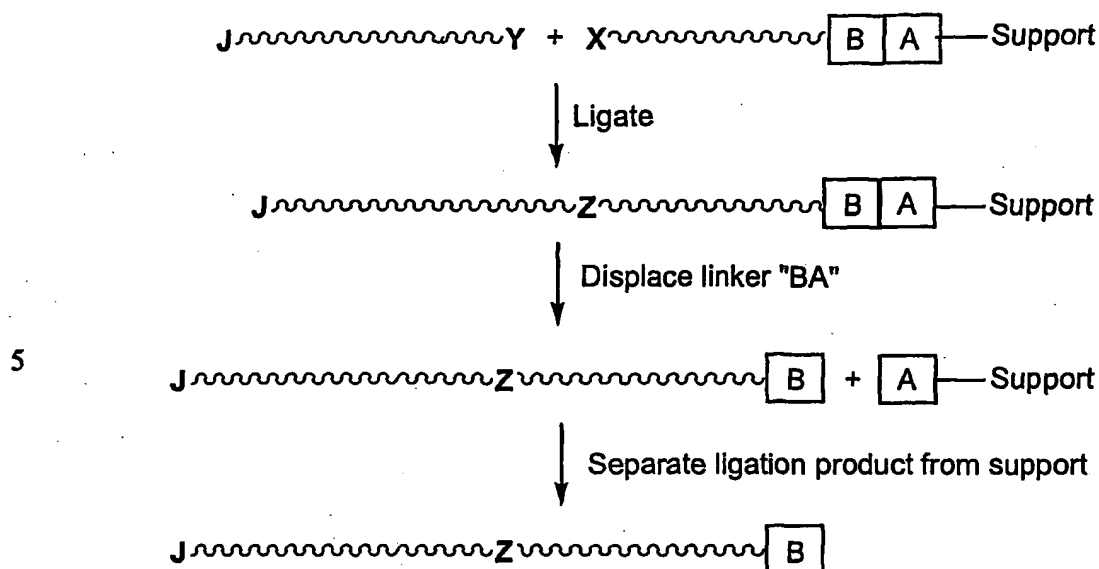 J Y + X B A Support
Ligate
J Z B A Support
Displace linker "BA"
5
J Z B + A Support
Separate ligation product from support
J Z B